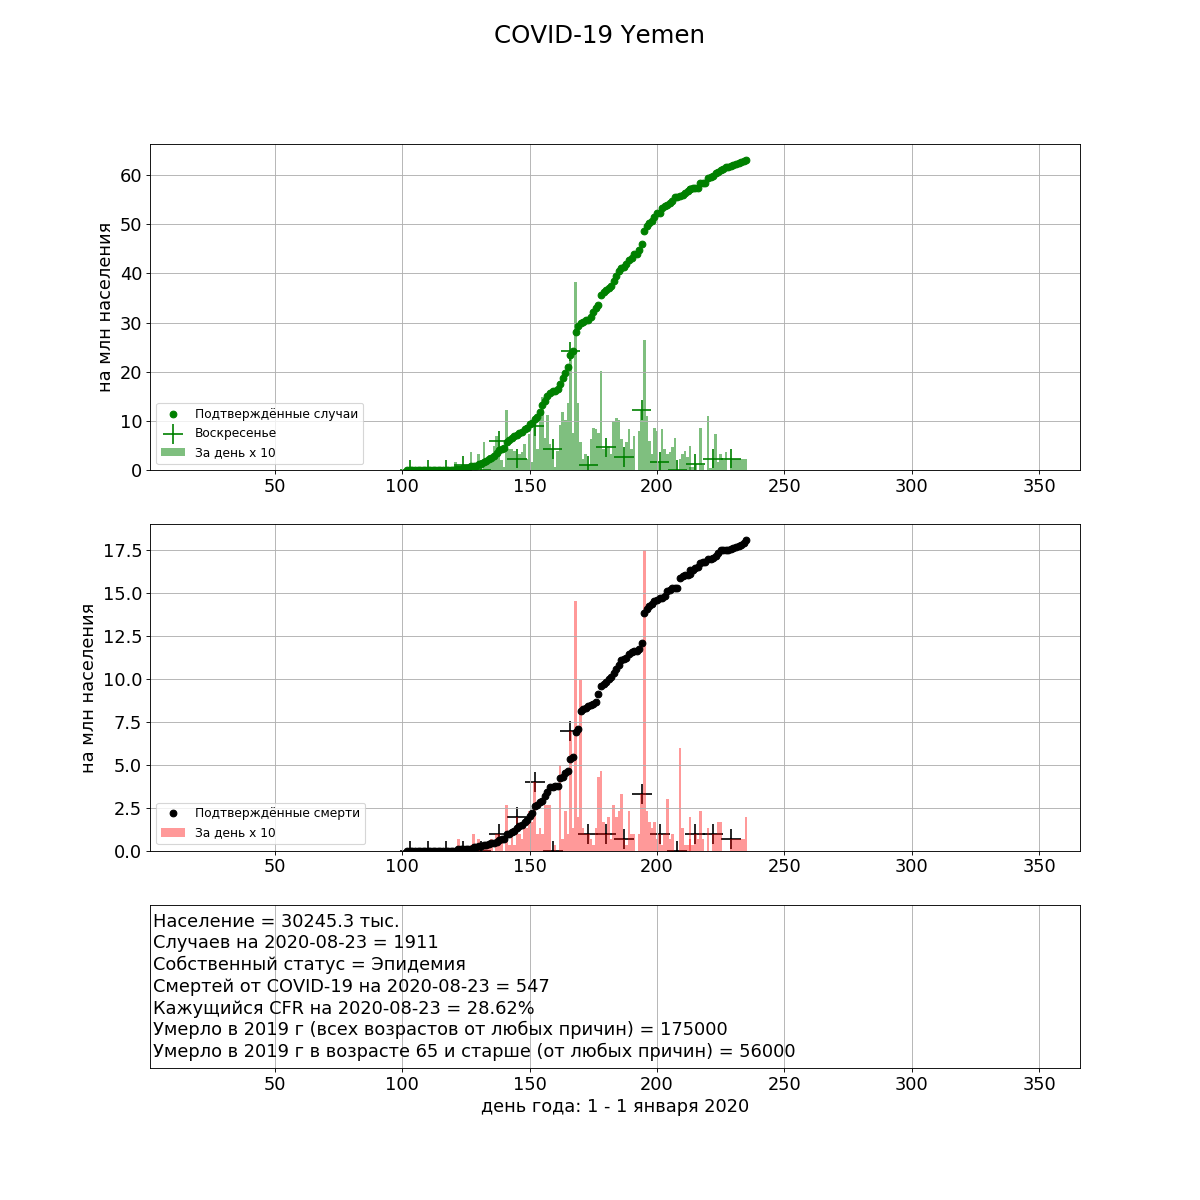 COVID-19 Yemen
60
50
40
30
20
10
0
на млн населения
Подтверждённые случаи
Воскресенье
За день x 10
50 100 150 200 250 300 350
17.5
15.0
12.5
10.0
7.5
5.0
2.5
0.0
на млн населения
Подтверждённые смерти
За день x 10
50 100 150 200 250 300 350
Население = 30245.3 тыс.
Случаев на 2020-08-23 = 1911
Собственный статус = Эпидемия
Смертей от COVID-19 на 2020-08-23 = 547
Кажущийся CFR на 2020-08-23 = 28.62%
Умерло в 2019 г (всех возрастов от любых причин) = 175000
Умерло в 2019 г в возрасте 65 и старше (от любых причин) = 56000
50 100 150 200 250 300 350
день года: 1 - 1 января 2020